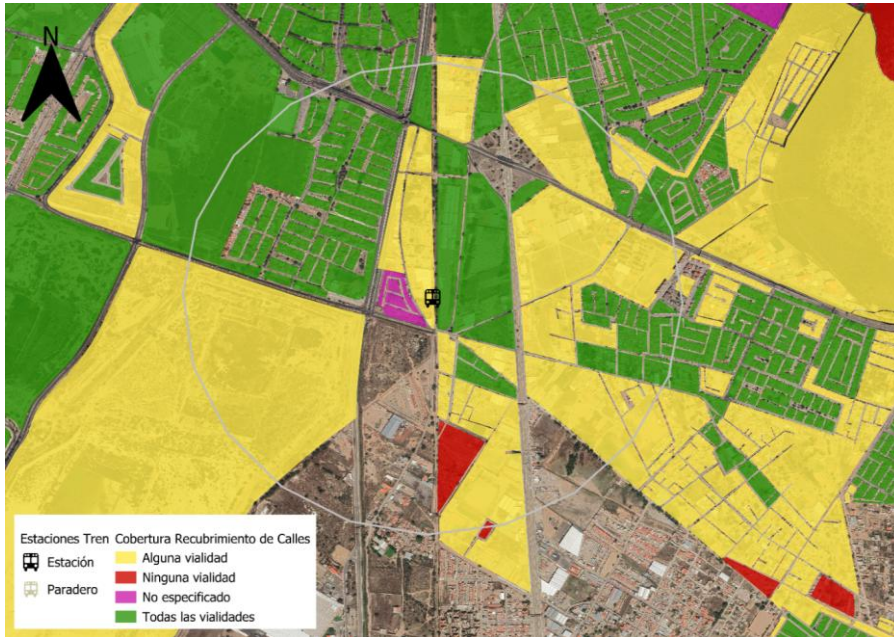 N
Estaciones Tren Cobertura Recubrimiento de Calles
Estación
Paradero
Alguna vialidad
Ninguna vialidad
No especificado
Todas las vialidades